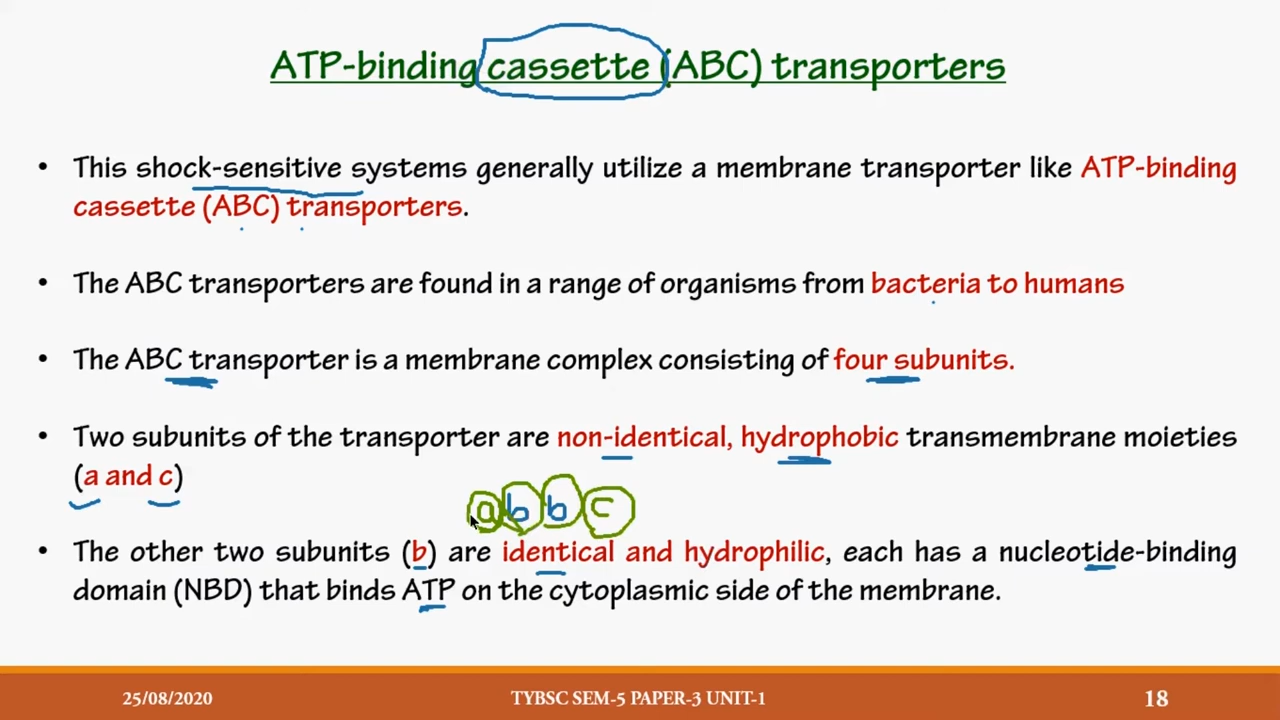 ATP-binding cassette (ABC) transporters
• This shock-sensitive systems generally utilize a membrane transporter like ATP-binding
cassette (ABC) transporters.
• The ABC transporters are found in a range of organisms from bacteria to humans
• The ABC transporter is a membrane complex consisting of four subunits.
• Two subunits of the transporter are non-identical, hydrophobic transmembrane moieties
(a and c)
a b b c
• The other two subunits (b) are identical and hydrophilic, each has a nucleotide-binding
domain (NBD) that binds ATP on the cytoplasmic side of the membrane.
25/08/2020 TYBSC SEM-5 PAPER-3 UNIT-1 18